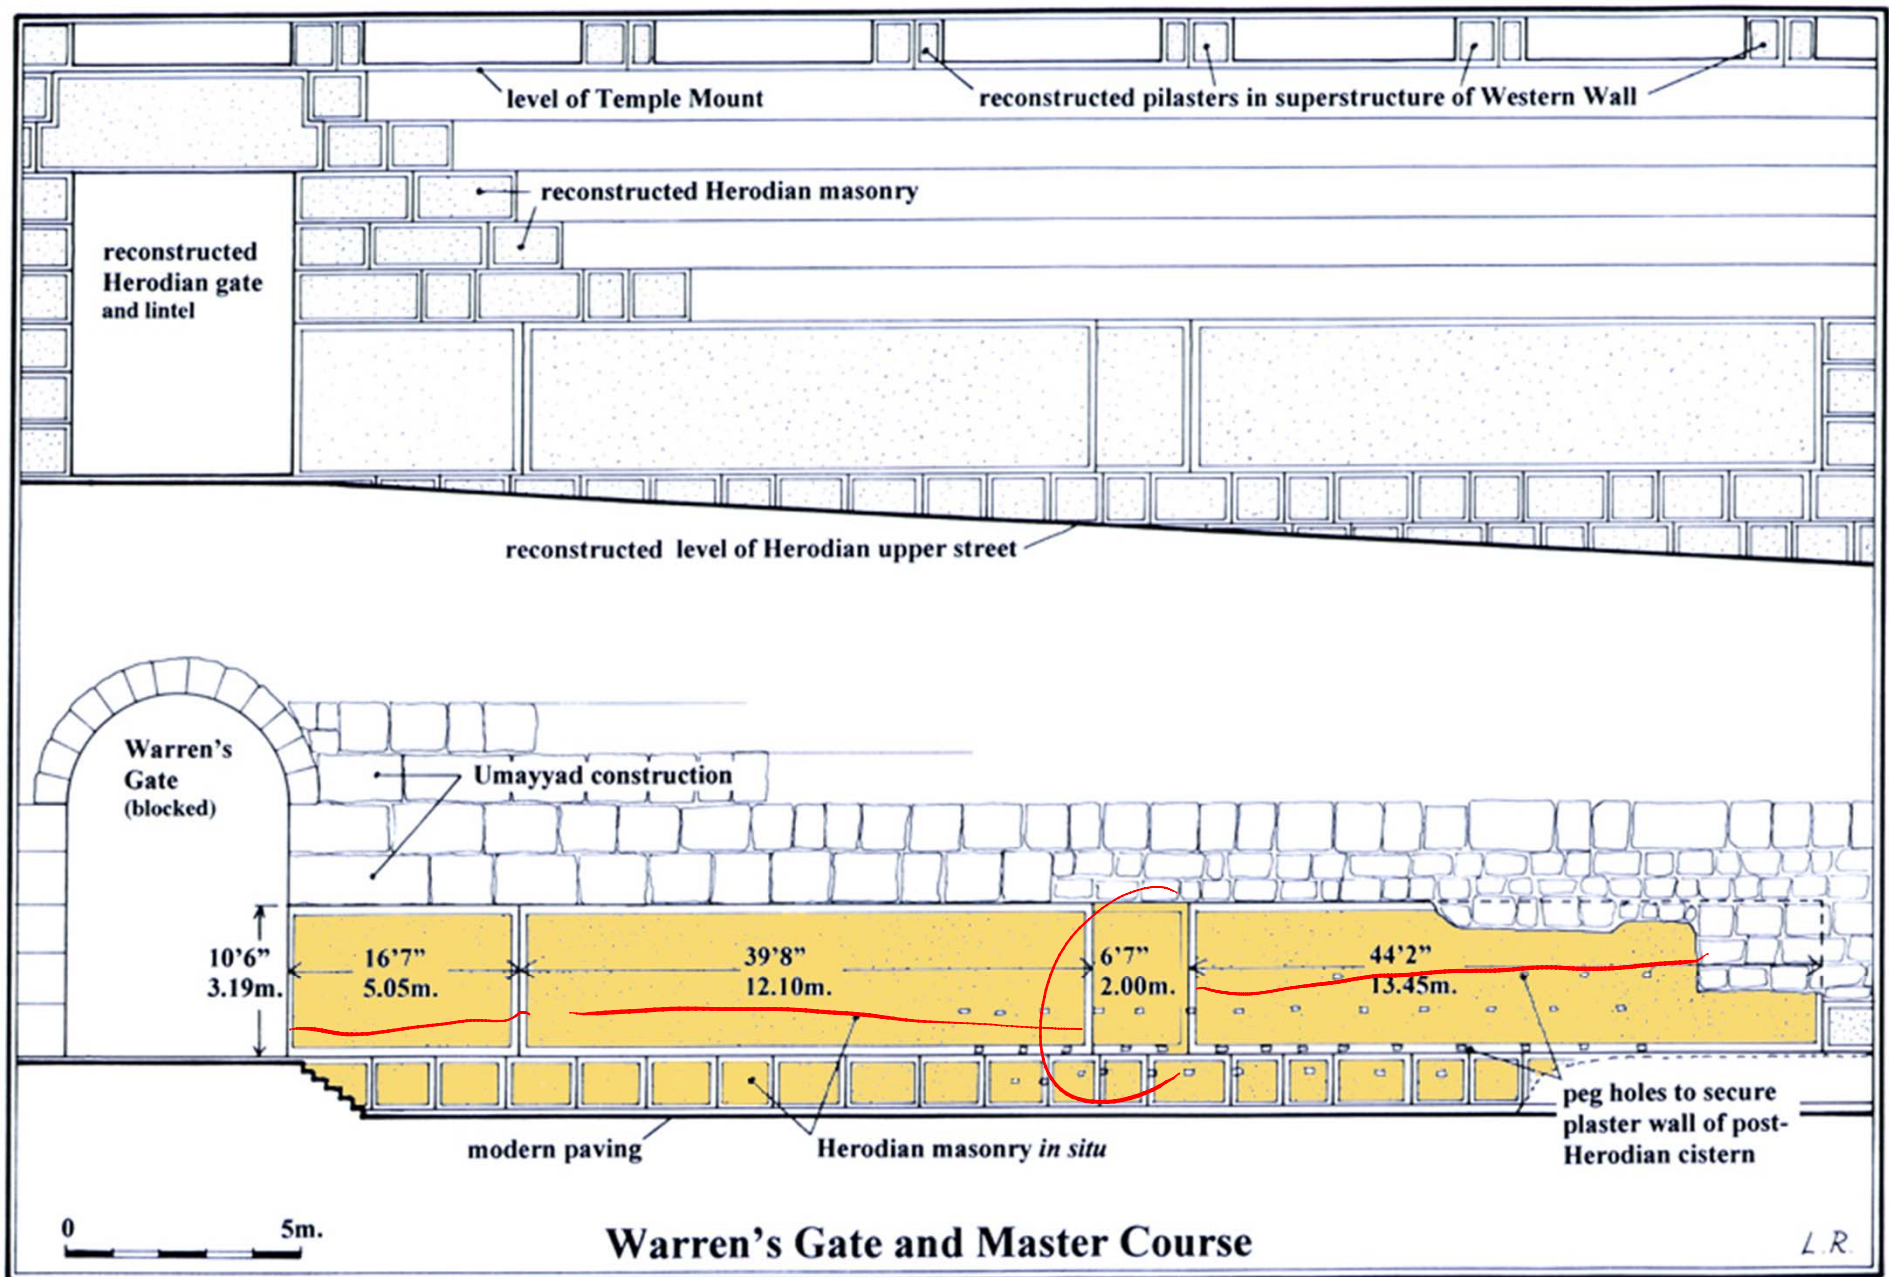 level of Temple Mount
reconstructed pilasters in superstructure of Western Wall
reconstructed Herodian masonry
reconstructed
Herodian gate
and lintel
reconstructed level of Herodian upper street
Warren’s
Gate
(blocked)
Umayyad construction
10’6”
3.19m.
16’7”
5.05m.
39’8”
12.10m.
6’7”
2.00m.
44’2”
13.45m.
peg holes to secure
plaster wall of post-
Herodian cistern
modern paving
Herodian masonry in situ
0 5m.
Warren’s Gate and Master Course
L.R.